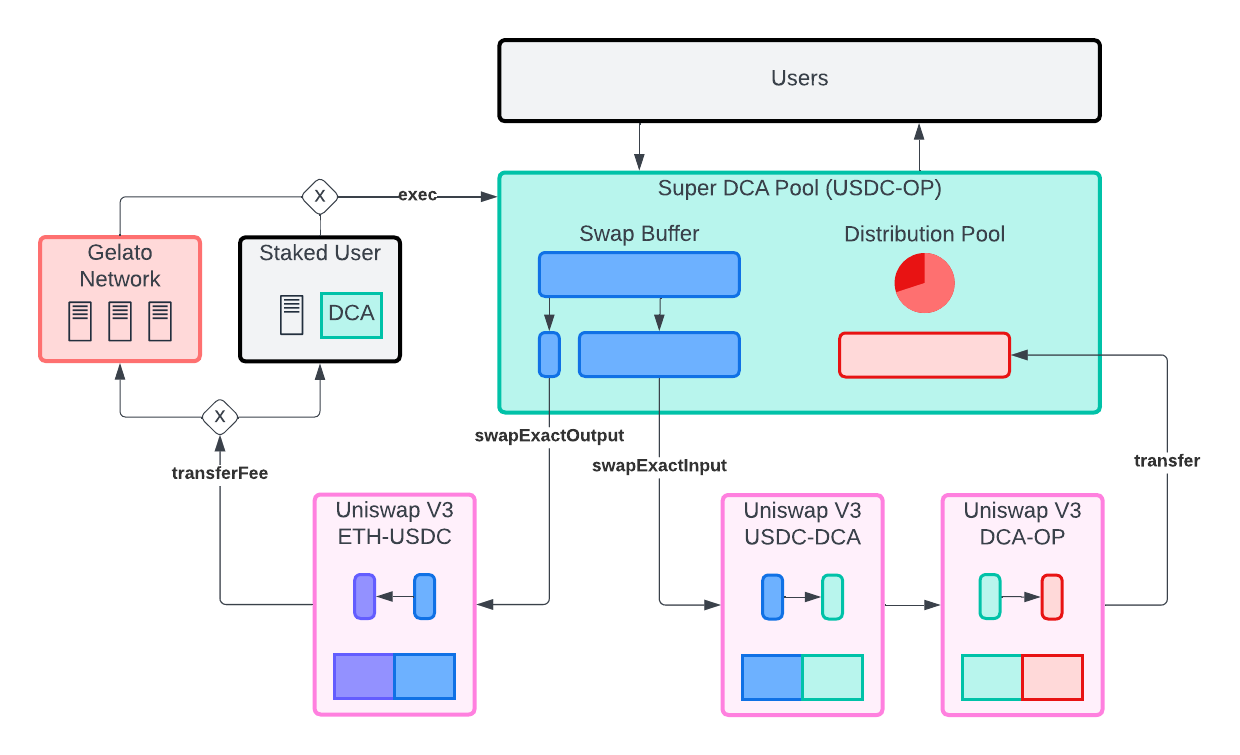 Users
Super DCA Pool (USDC-OP)
X
exec
Swap Buffer
Distribution Pool
Gelato
Network
Staked User
DCA
X
swapExactOutput
swapExactInput
transfer
transferFee
Uniswap V3
ETH-USDC
Uniswap V3
USDC-DCA
Uniswap V3
DCA-OP